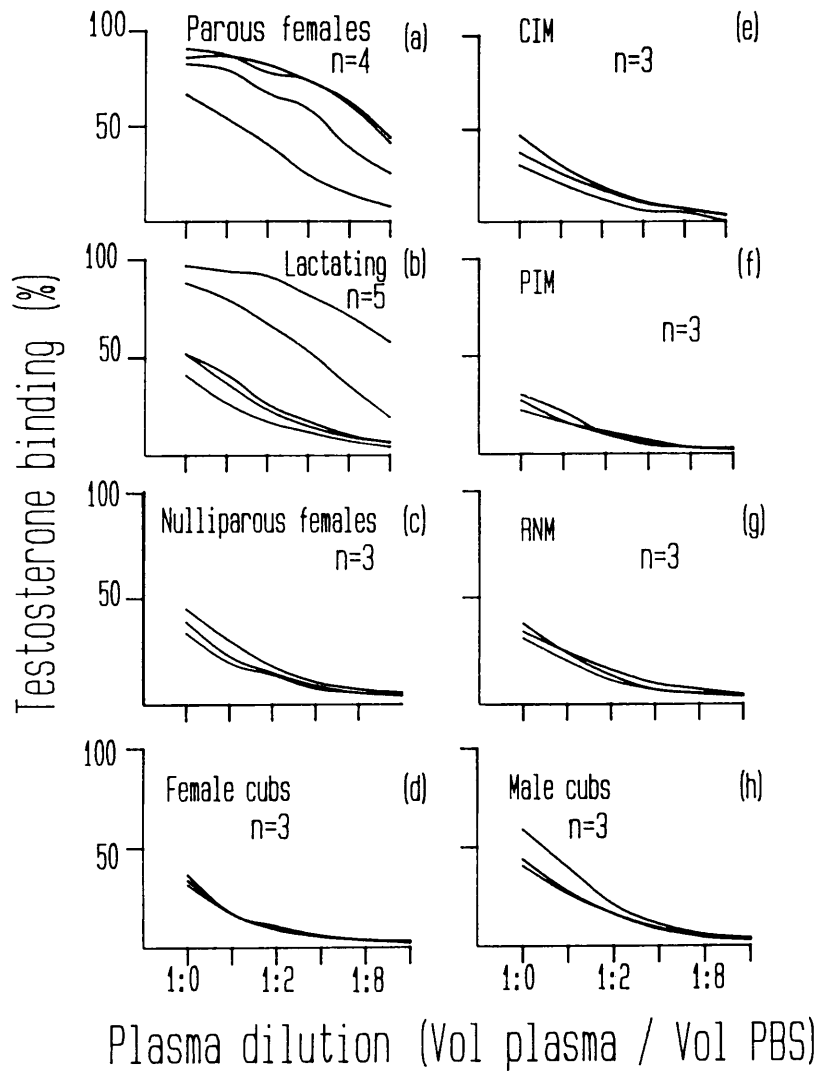 Testosterone binding (%)
100
50
Parous females (a)
n=4
CIM (e)
n=3
100
50
Lactating (b)
n=5
PIM (f)
n=3
100
50
Nulliparous females (c)
n=3
RNM (g)
n=3
100
50
Female cubs (d)
n=3
Male cubs (h)
n=3
1:0 1:2 1:8
1:0 1:2 1:8
Plasma dilution (Vol plasma / Vol PBS)